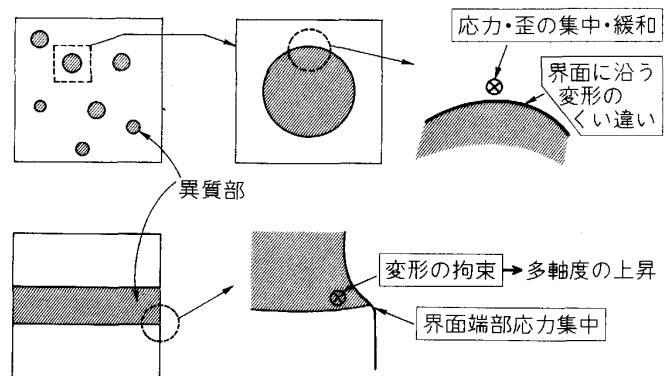 応力・歪の集中・緩和
界面に沿う
変形の
くい違い
異質部
変形の拘束→多軸度の上昇
界面端部応力集中